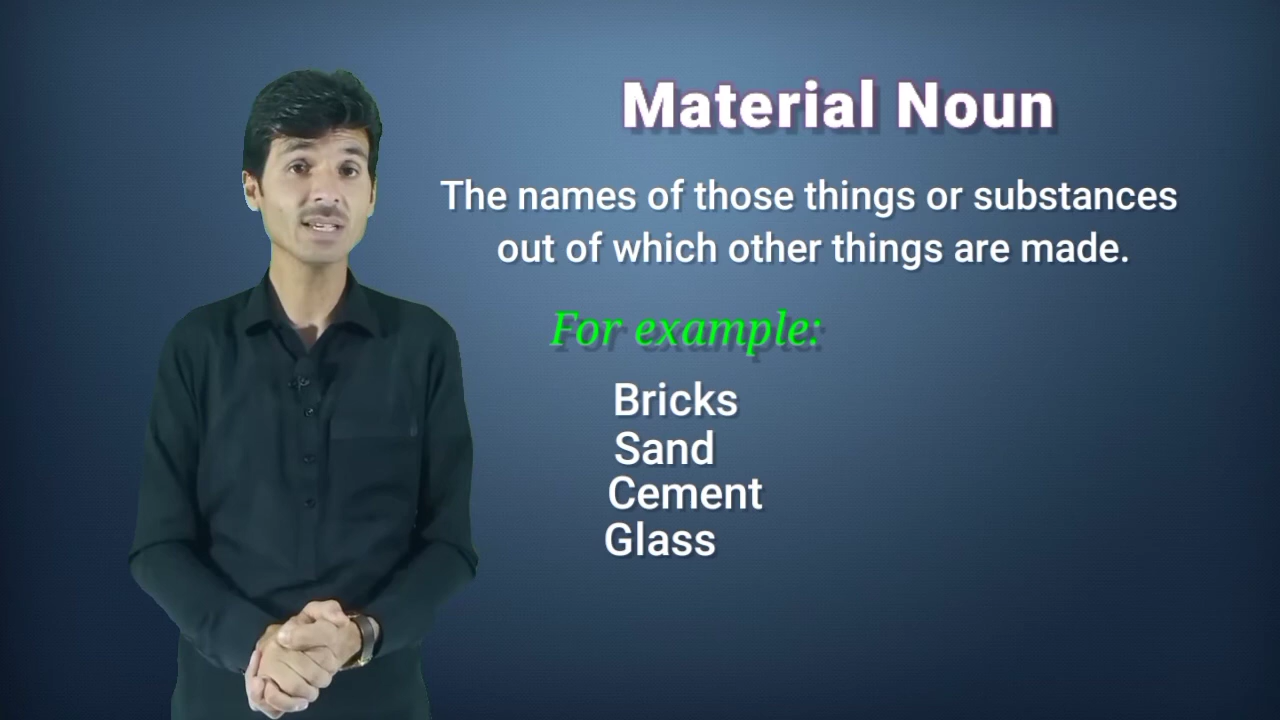 Material Noun
The names of those things or substances
out of which other things are made.
For example:
Bricks
Sand
Cement
Glass